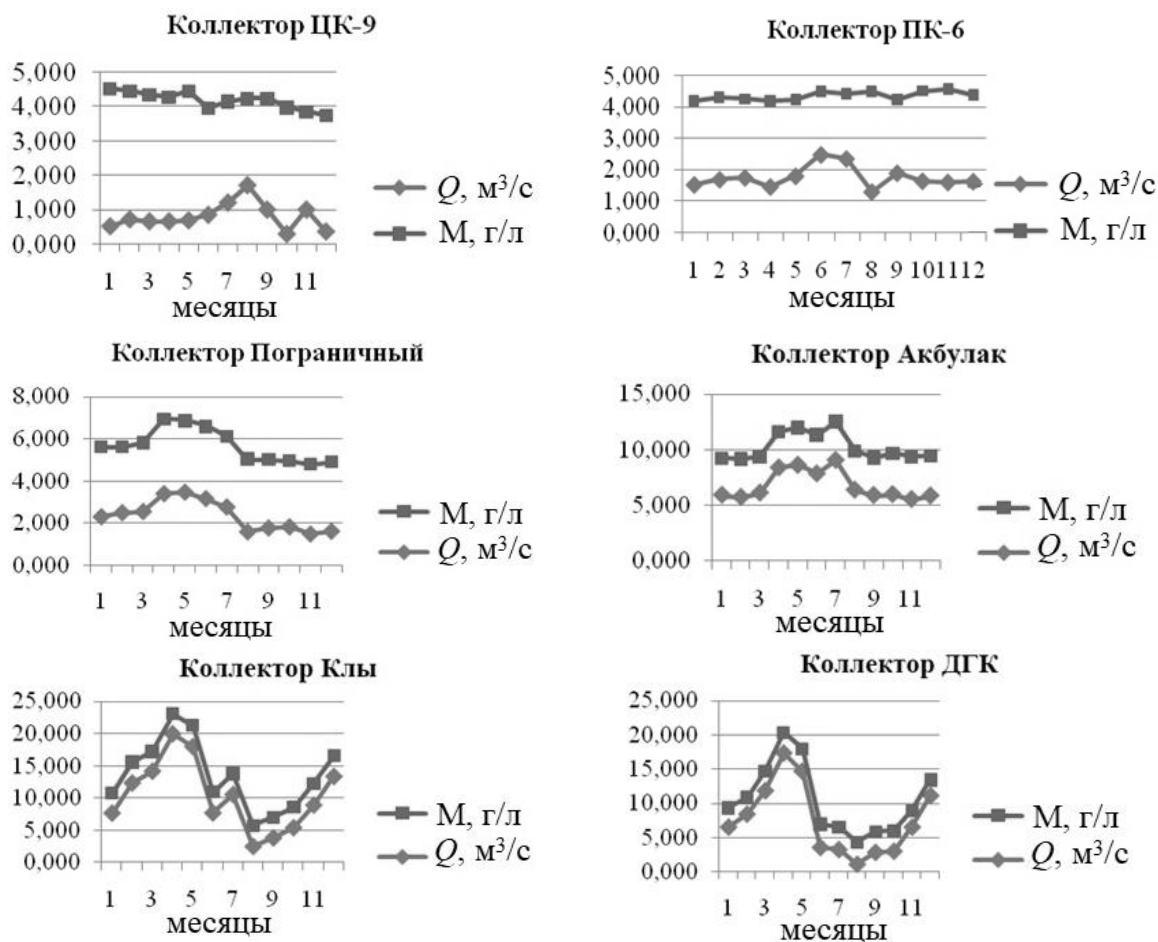 Коллектор ЦК-9
5,000
4,000
3,000
2,000
1,000
0,000
1 3 5 7 9 11
месяцы
Q, м³/с
М, г/л
Коллектор ПК-6
5,000
4,000
3,000
2,000
1,000
0,000
1 2 3 4 5 6 7 8 9 10 11 12
месяцы
Q, м³/с
М, г/л
Коллектор Пограничный
8,000
6,000
4,000
2,000
0,000
1 3 5 7 9 11
месяцы
М, г/л
Q, м³/с
Коллектор Акбулак
15,000
10,000
5,000
0,000
1 3 5 7 9 11
месяцы
М, г/л
Q, м³/с
Коллектор Клы
25,000
20,000
15,000
10,000
5,000
0,000
1 3 5 7 9 11
месяцы
М, г/л
Q, м³/с
Коллектор ДГК
25,000
20,000
15,000
10,000
5,000
0,000
1 3 5 7 9 11
месяцы
М, г/л
Q, м³/с